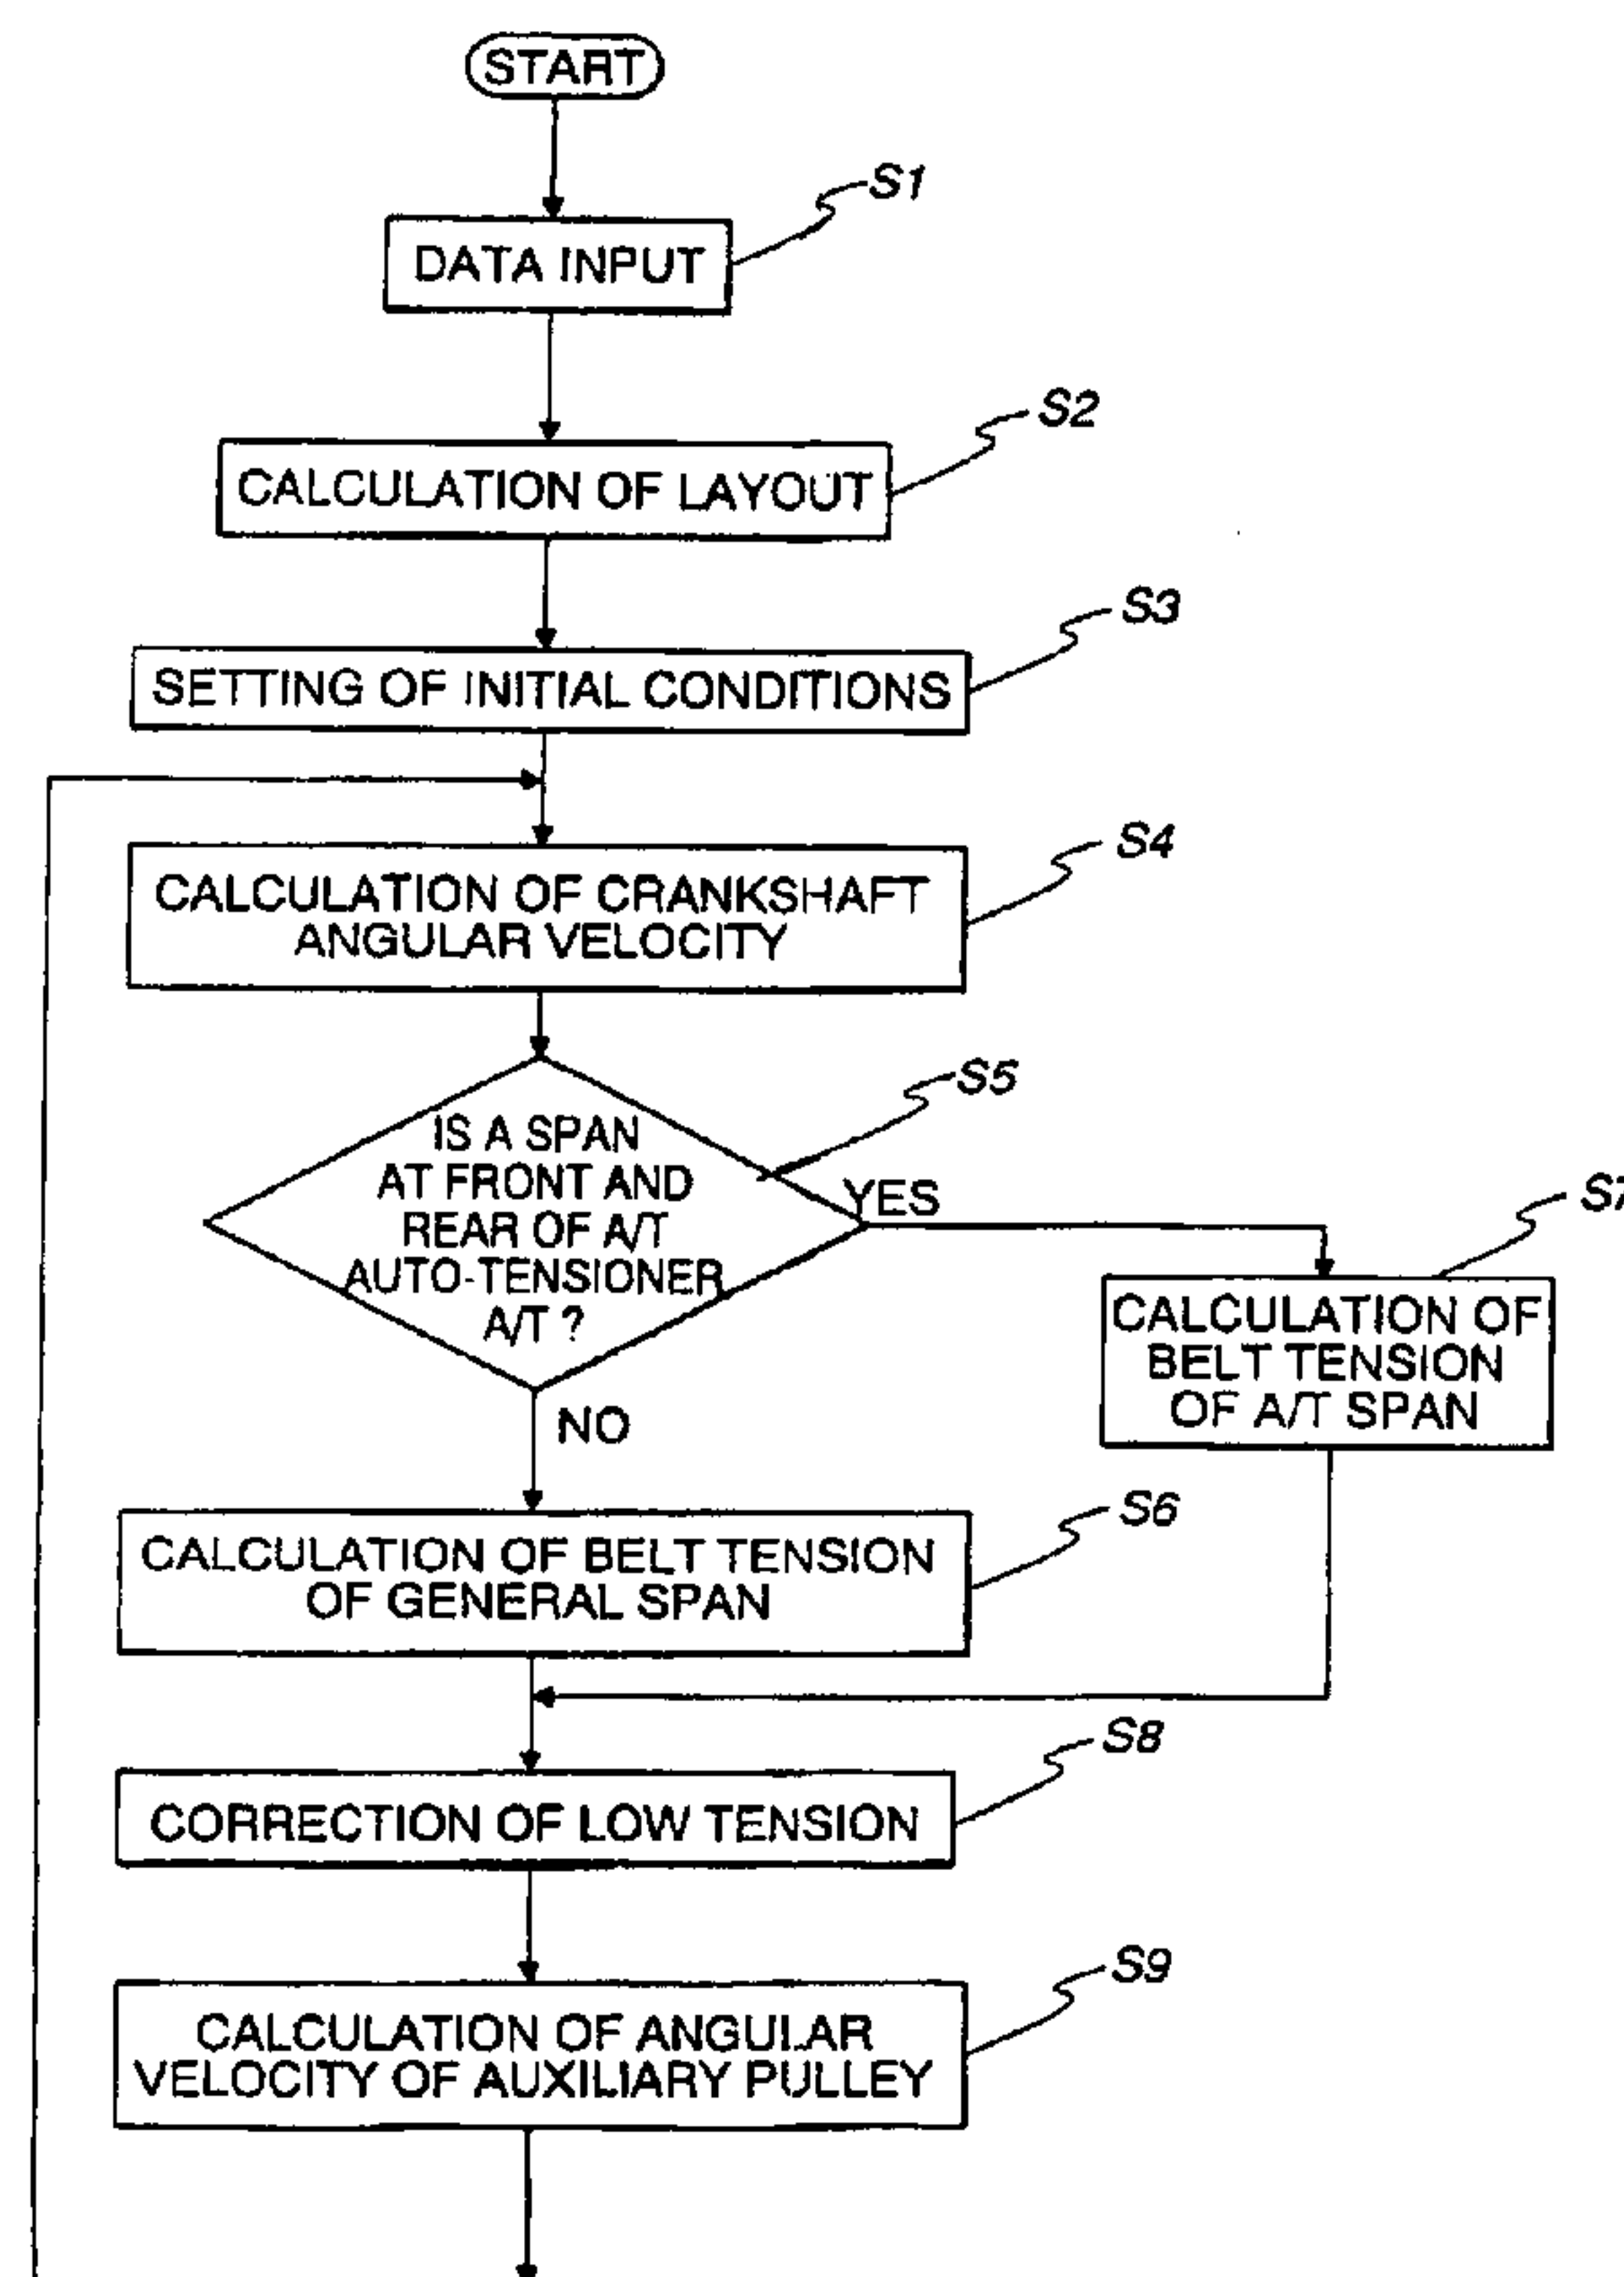 START
S1
DATA INPUT
S2
CALCULATION OF LAYOUT
S3
SETTING OF INITIAL CONDITIONS
S4
CALCULATION OF CRANKSHAFT
ANGULAR VELOCITY
S5
IS A SPAN
AT FRONT AND
REAR OF A/T
AUTO-TENSIONER
A/T ?
YES
S7
CALCULATION OF
BELT TENSION
OF A/T SPAN
NO
S6
CALCULATION OF BELT TENSION
OF GENERAL SPAN
S8
CORRECTION OF LOW TENSION
S9
CALCULATION OF ANGULAR
VELOCITY OF AUXILIARY PULLEY